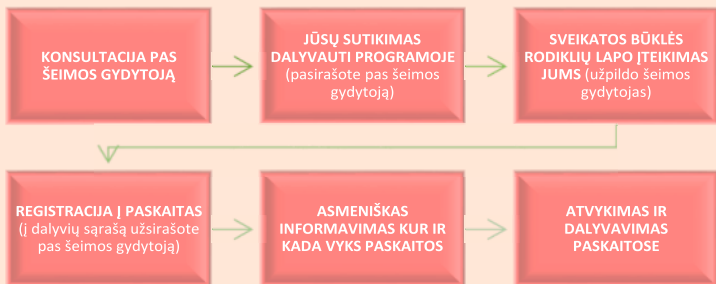 KONSULTACIJA PAS
ŠEIMOS GYDYTOJĄ
JŪSŲ SUTIKIMAS
DALYVAUTI PROGRAMOJE
(pasirašote pas šeimos
gydytoją)
SVEIKATOS BŪKLĖS
RODIKLIŲ LAPO ĮTEIKIMAS
JUMS (užpildo šeimos
gydytojas)
REGISTRACIJA Į PASKAITAS
(į dalyvių sąrašą užsirašote
pas šeimos gydytoją)
ASMENIŠKAS
INFORMAVIMAS KUR IR
KADA VYKS PASKAITOS
ATVYKIMAS IR
DALYVAVIMAS
PASKAITOSE